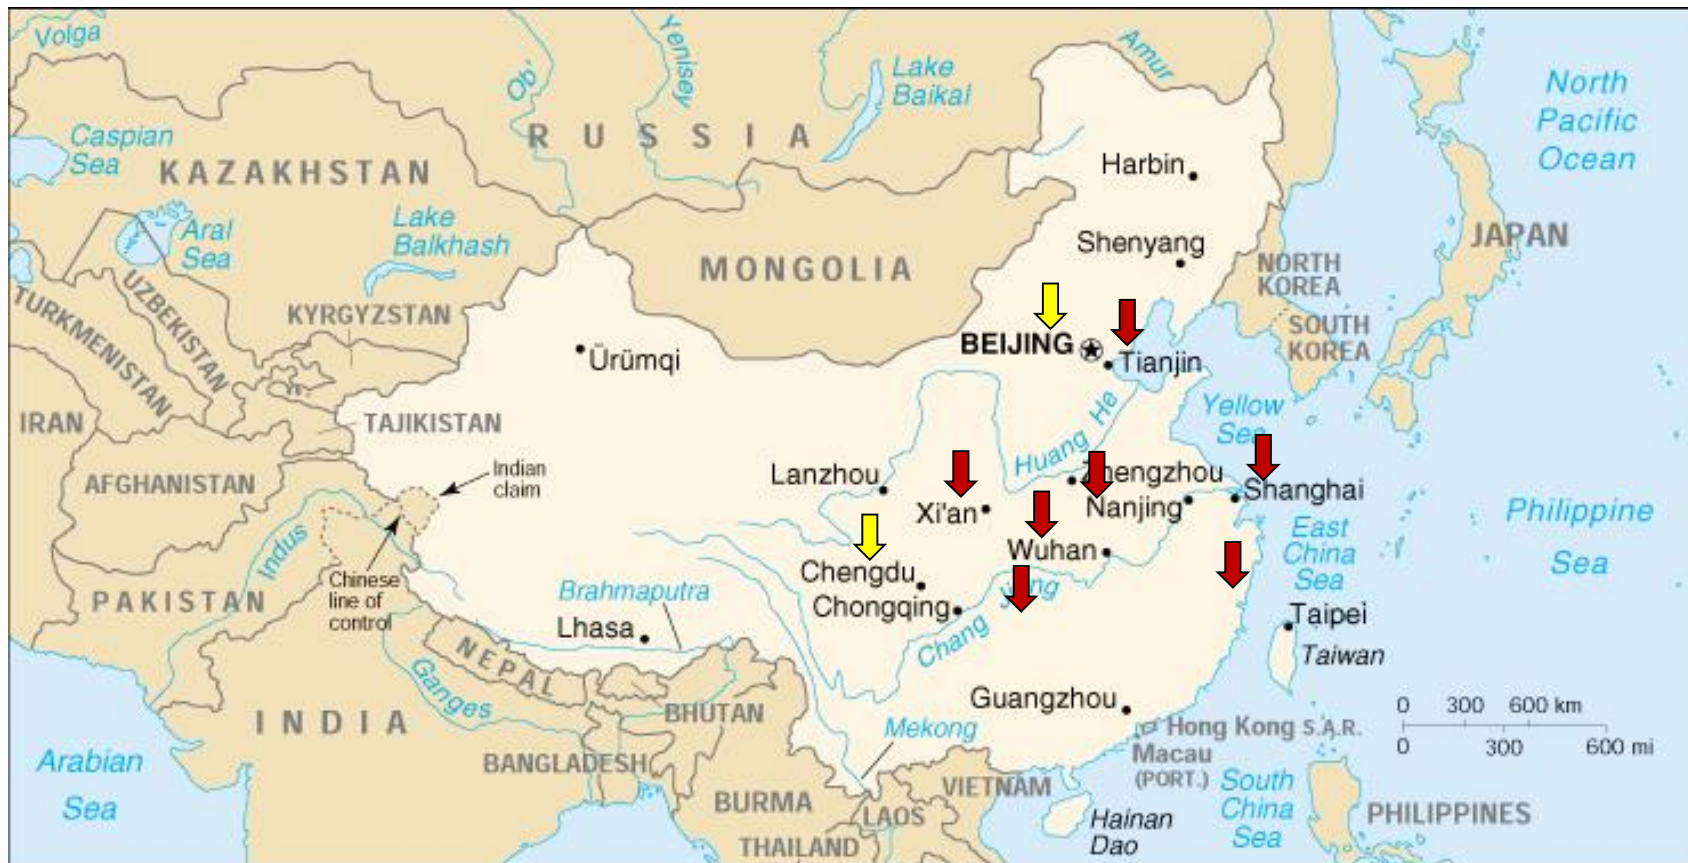 Volga
Ob'
Yenisey
Amur
Lake
Baikal
North
Pacific
Ocean
Caspian
Sea
RUSSIA
KAZAKHSTAN
Harbin
Aral
Sea
Lake
Balkhash
JAPAN
Shenyang
MONGOLIA
NORTH
KOREA
UZBEKISTAN
TURKMENISTAN
KYRGYZSTAN
SOUTH
KOREA
BEIJING
Tianjin
Ürümqi
IRAN
TAJIKISTAN
Yellow
Sea
Huang He
Indian
claim
Lanzhou
Zhengzhou
AFGHANISTAN
Shanghai
Xi'an
Nanjing
Philippine
Sea
East
China
Sea
Indus
Wuhan
Chengdu
Chongqing
Chinese
line of
control
Brahmaputra
PAKISTAN
Chang
Taipei
Lhasa
Taiwan
NEPAL
Ganges
Guangzhou
0 300 600 km
0 300 600 mi
INDIA
BHUTAN
Mekong
Hong Kong S.A.R.
Macau
(PORT.)
BANGLADESH
Arabian
Sea
VIETNAM
BURMA
LAOS
South
China
Sea
PHILIPPINES
Hainan
Dao
THAILAND